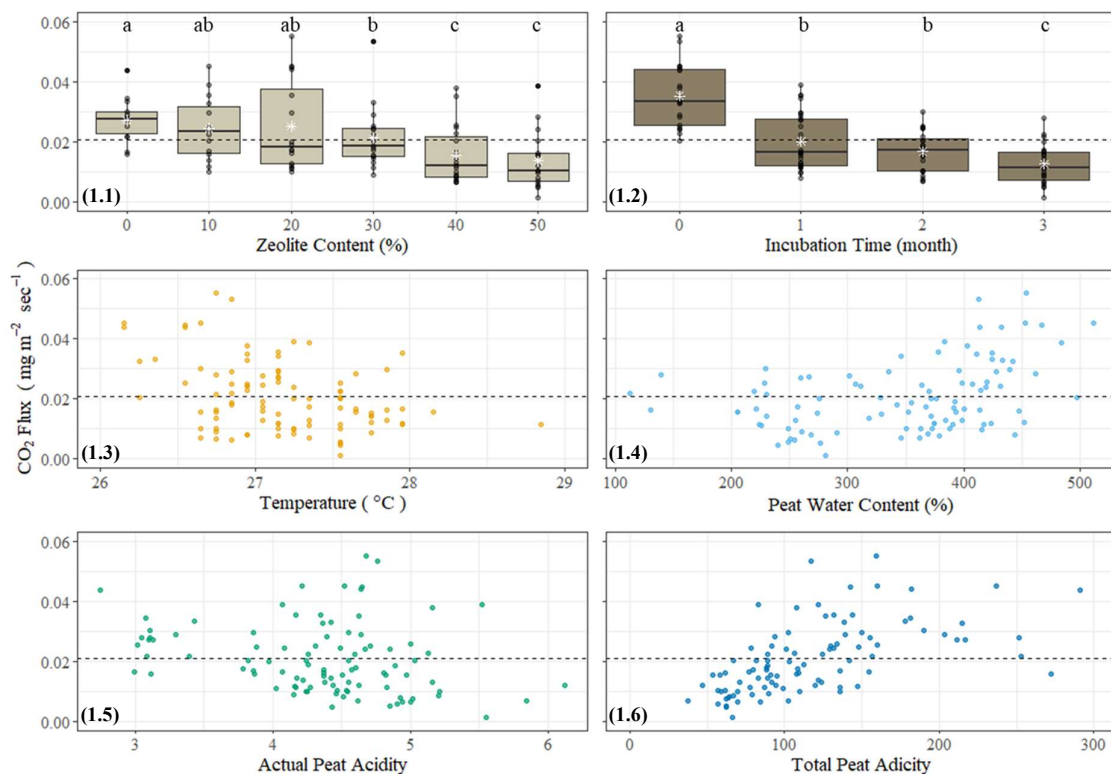 0.06 a ab ab b c c a b b c
0.04
0.02
0.00 (1.1) (1.2)
0 10 20 30 40 50 0 1 2 3
Zeolite Content (%) Incubation Time (month)
CO₂ Flux ( mg m⁻² sec⁻¹ )
0.06
0.04
0.02
0.00 (1.3) (1.4)
26 27 28 29 100 200 300 400 500
Temperature ( °C ) Peat Water Content (%)
0.06
0.04
0.02
0.00 (1.5) (1.6)
3 4 5 6 0 100 200 300
Actual Peat Acidity Total Peat Adicity